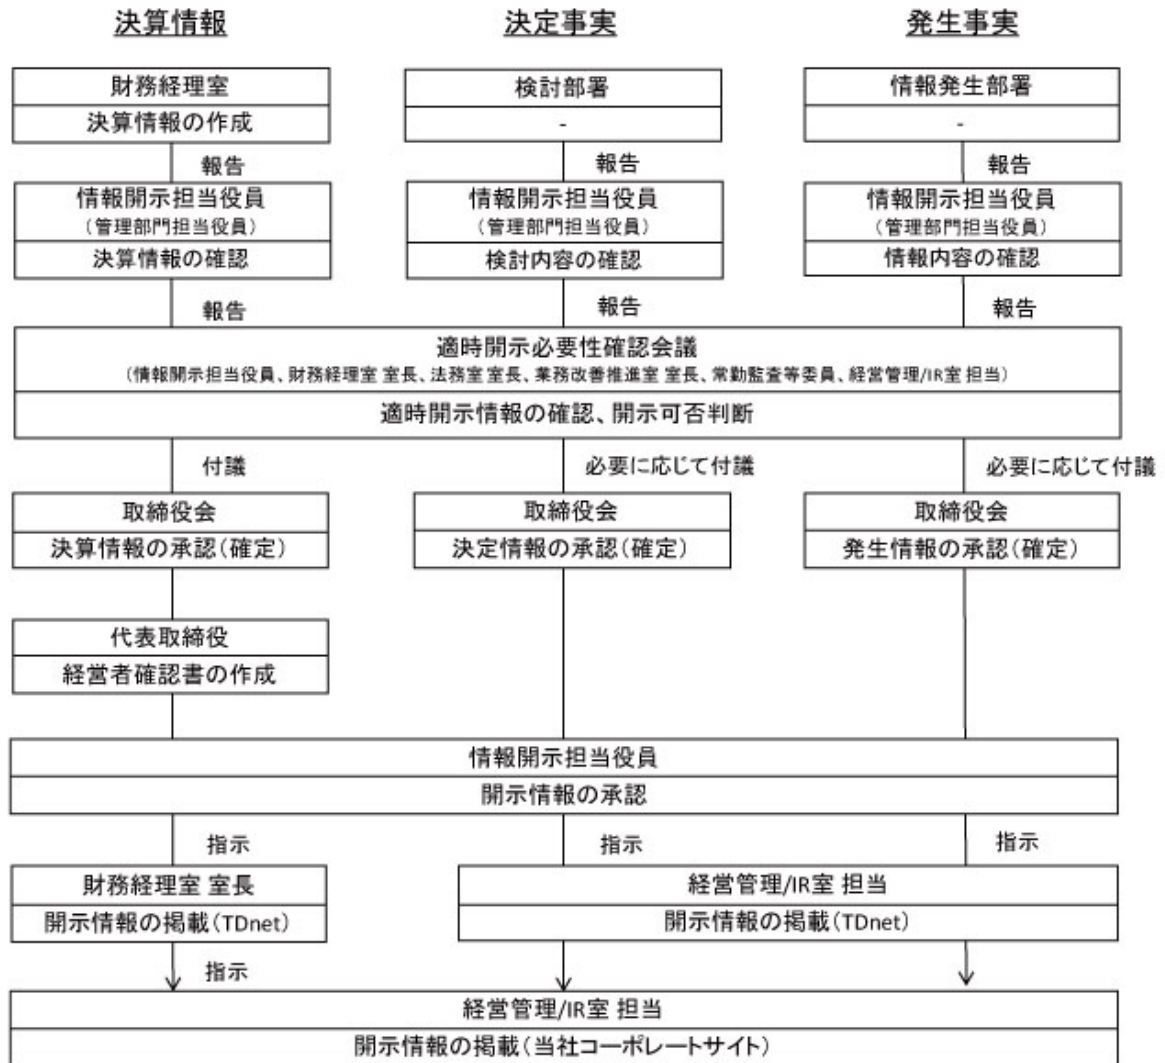 決算情報
決定事実
発生事実
財務経理室
決算情報の作成
検討部署
-
情報発生部署
-
報告
報告
報告
情報開示担当役員
（管理部門担当役員）
決算情報の確認
情報開示担当役員
（管理部門担当役員）
検討内容の確認
情報開示担当役員
（管理部門担当役員）
情報内容の確認
報告
報告
報告
適時開示必要性確認会議
（情報開示担当役員、財務経理室 室長、法務室 室長、業務改善推進室 室長、常勤監査等委員、経営管理/IR室 担当）
適時開示情報の確認、開示可否判断
付議
必要に応じて付議
必要に応じて付議
取締役会
決算情報の承認（確定）
取締役会
決定情報の承認（確定）
取締役会
発生情報の承認（確定）
代表取締役
経営者確認書の作成
情報開示担当役員
開示情報の承認
指示
指示
指示
財務経理室 室長
開示情報の掲載（TDnet）
経営管理/IR室 担当
開示情報の掲載（TDnet）
指示
経営管理/IR室 担当
開示情報の掲載（当社コーポレートサイト）